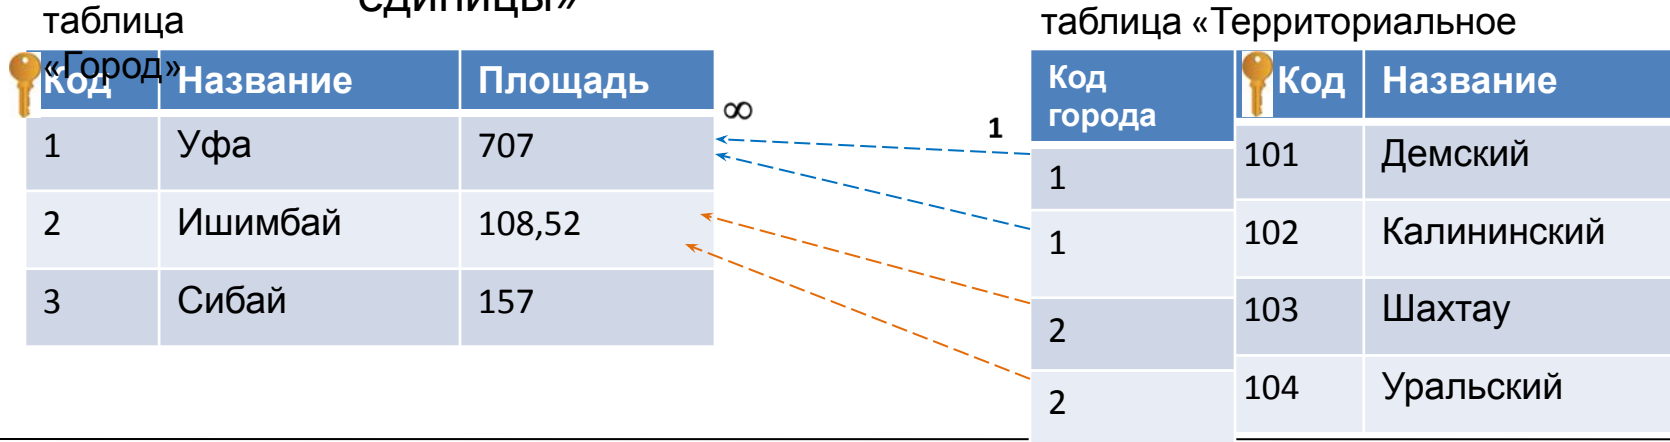 единицы»
таблица
«Город»
Код Название Площадь
1 Уфа 707
2 Ишимбай 108,52
3 Сибай 157
∞
1
таблица «Территориальное
Код города Код Название
1 101 Демский
1 102 Калининский
2 103 Шахтау
2 104 Уральский